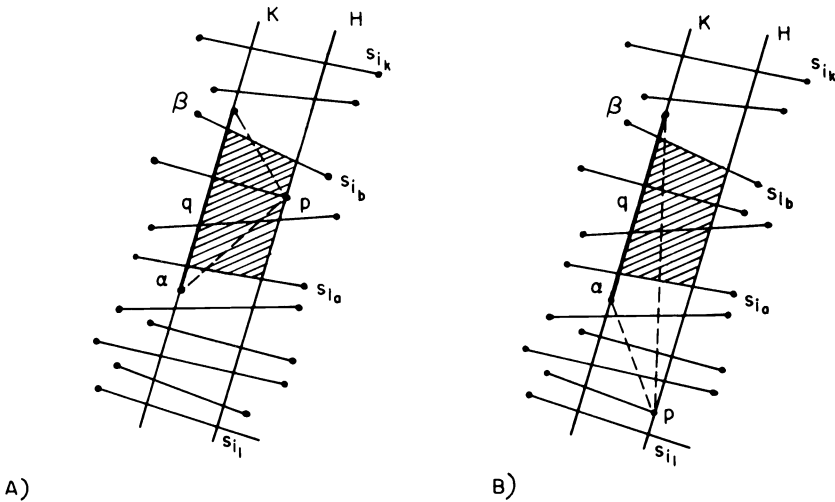 K H
s_{i_k}
β
s_{i_b}
q p
α
s_{i_a}
s_{i_1}
A)
K H
s_{i_k}
β
s_{i_b}
q
α
s_{i_a}
p
s_{i_1}
B)